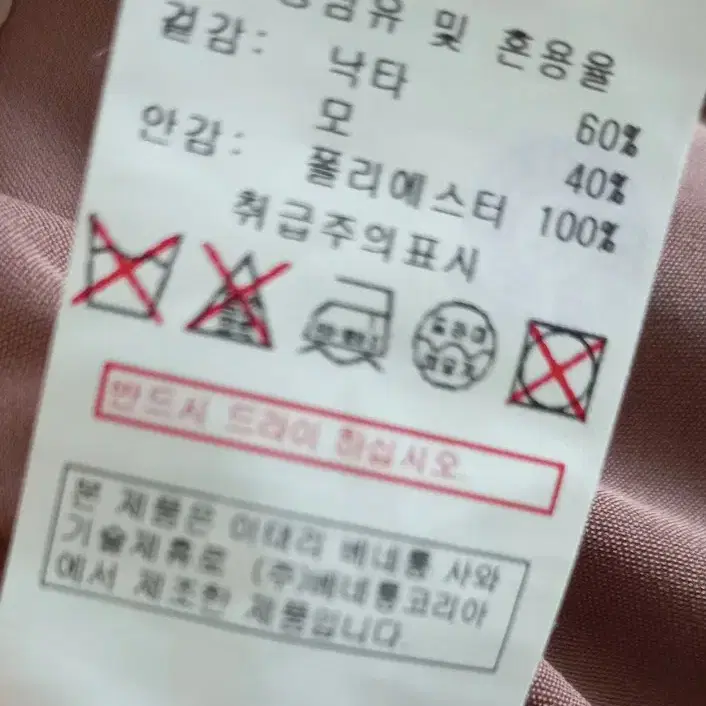 섬유 및 혼용율
겉감: 낙타 60%
모 40%
안감: 폴리에스터 100%
취급주의표시
드라이
반드시 드라이 하십시오
본 제품은 이태리 베네통 사와
기술제휴로 (주)베네통코리아
에서 제조한 제품입니다.